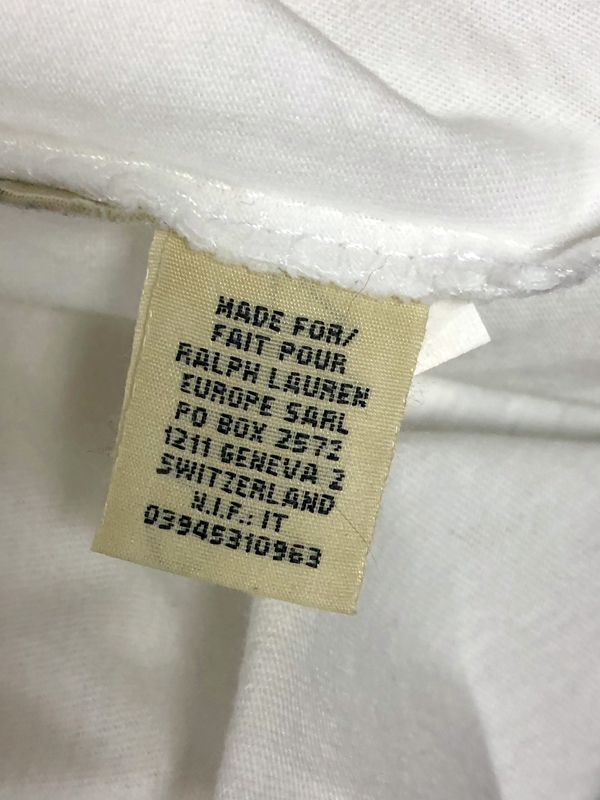 MADE FOR/
FAIT POUR
RALPH LAUREN
EUROPE SARL
PO BOX 2572
1211 GENEVA 2
SWITZERLAND
N.I.F.: IT
03945310963